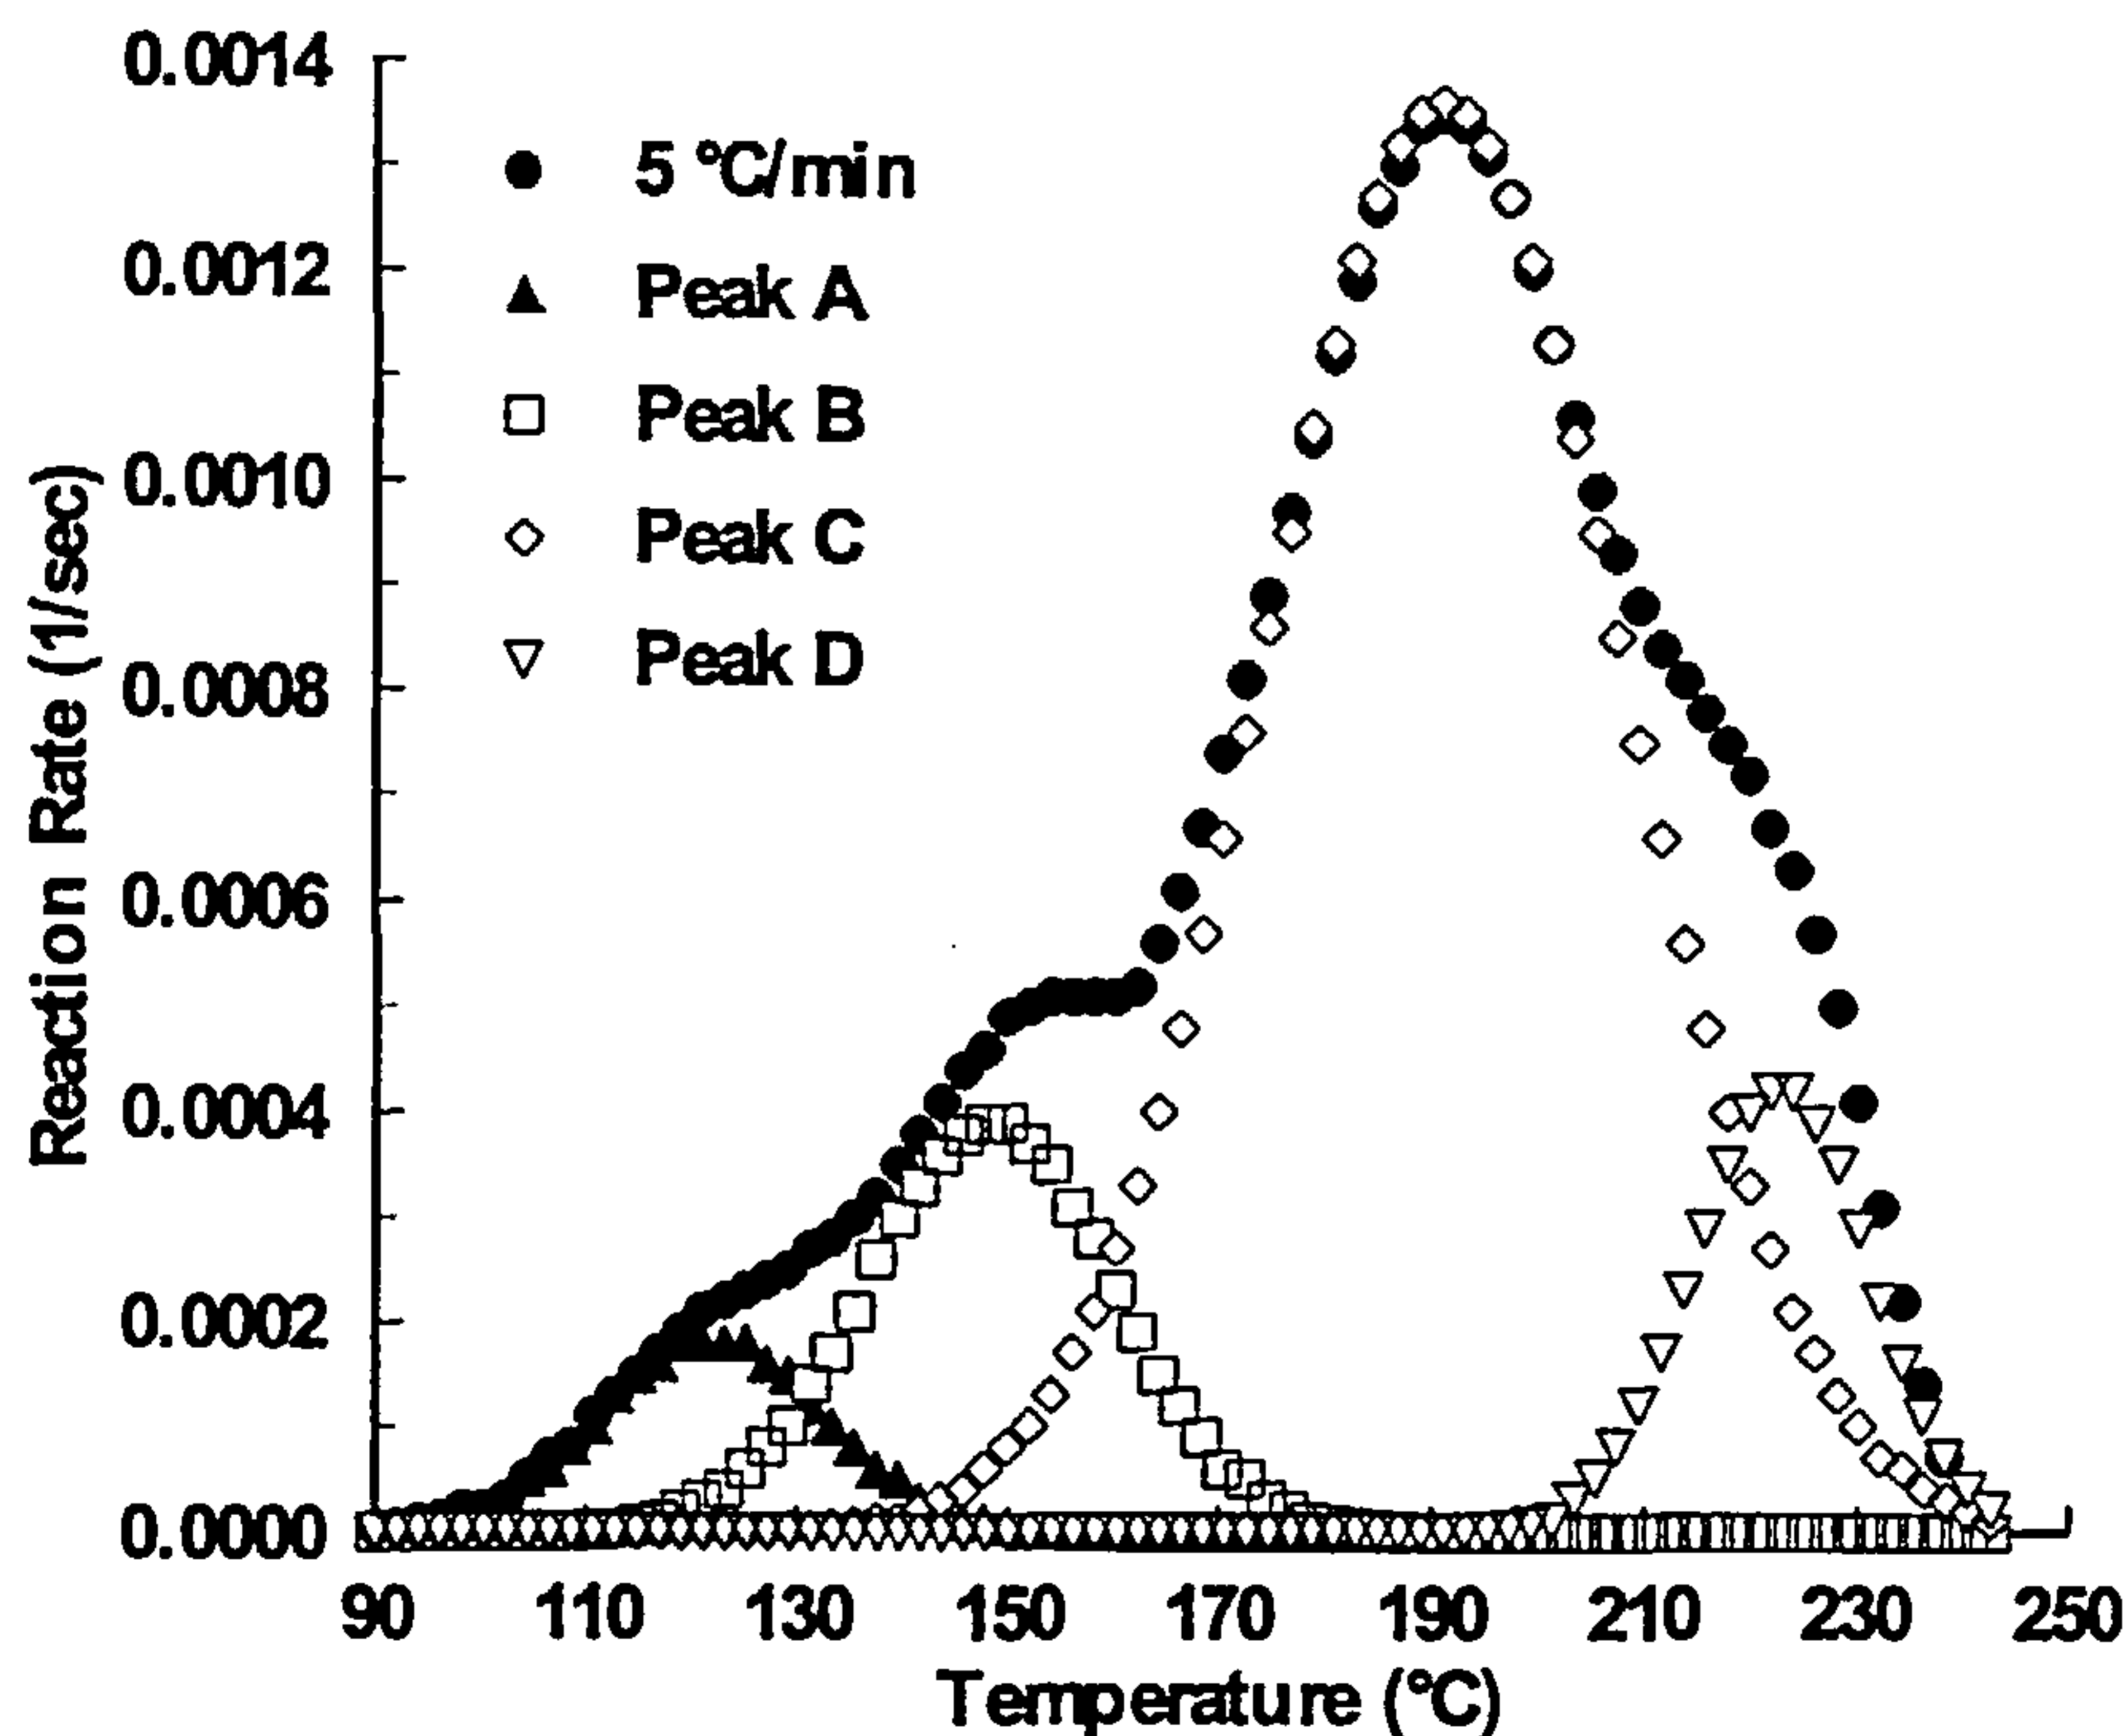 0.0014
0.0012
0.0010
0.0008
0.0006
0.0004
0.0002
0.0000
Reaction Rate (1/sec)
5 °C/min
Peak A
Peak B
Peak C
Peak D
90 110 130 150 170 190 210 230 250
Temperature (°C)